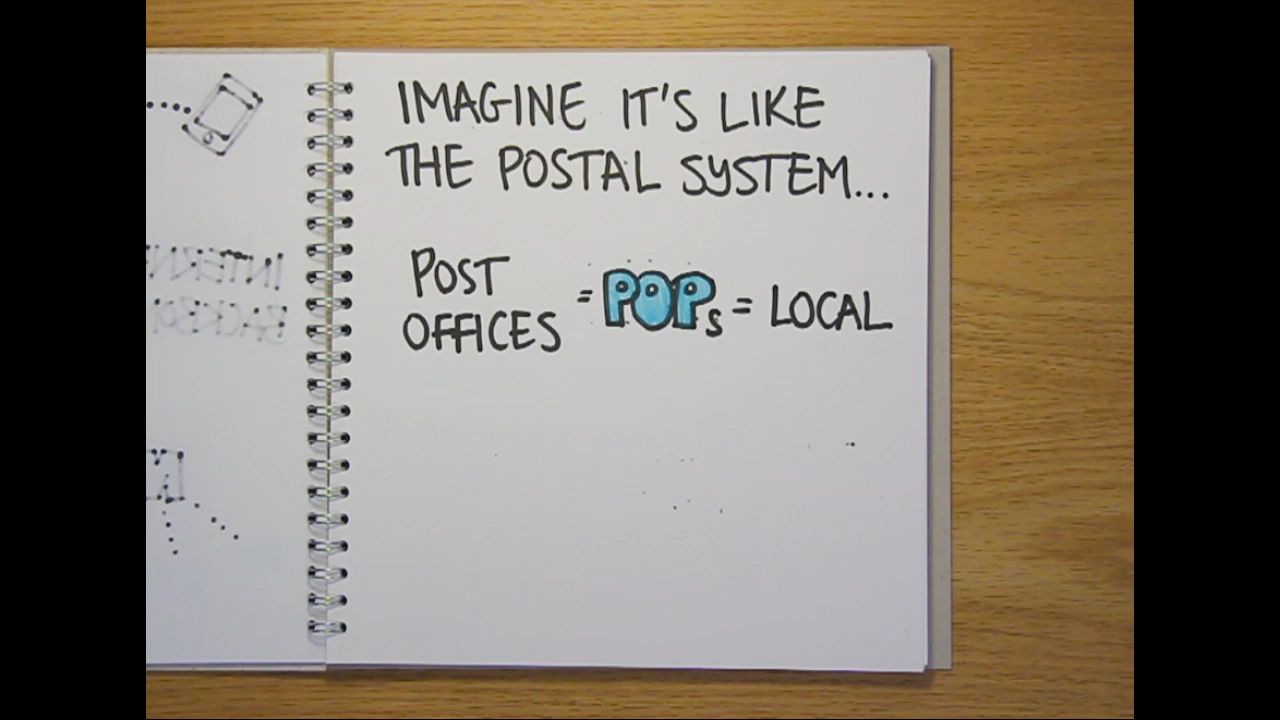 IMAGINE IT'S LIKE
THE POSTAL SYSTEM...
POST
OFFICES = POPs = LOCAL